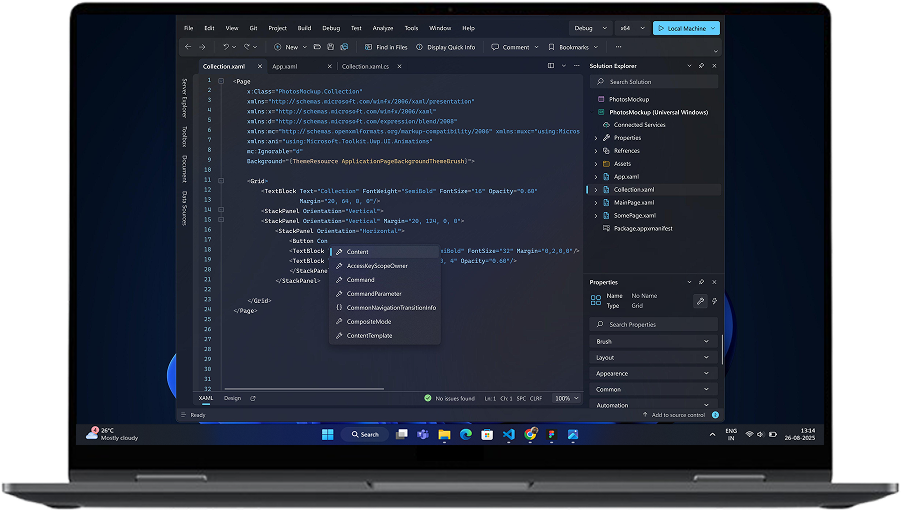 File Edit View Git Project Build Debug Test Analyze Tools Window Help
Debug x64 Local Machine
New Find in Files Display Quick Info Comment Bookmarks
Collection.xaml App.xaml Collection.xaml.cs
Server Explorer
Toolbox
Document
Data Sources
1 <Page
2 x:Class="PhotosMockup.Collection"
3 xmlns="http://schemas.microsoft.com/winfx/2006/xaml/presentation"
4 xmlns:x="http://schemas.microsoft.com/winfx/2006/xaml"
5 xmlns:d="http://schemas.microsoft.com/expression/blend/2008"
6 xmlns:mc="http://schemas.openxmlformats.org/markup-compatibility/2006" xmlns:muxc="using:Micros
7 xmlns:ani="using:Microsoft.Toolkit.Uwp.UI.Animations"
8 mc:Ignorable="d"
9 Background="{ThemeResource ApplicationPageBackgroundThemeBrush}">
10
11 <Grid>
12 <TextBlock Text="Collection" FontWeight="SemiBold" FontSize="16" Opacity="0.60"
13 Margin="20, 64, 0, 0"/>
14 <StackPanel Orientation="Vertical">
15 <StackPanel Orientation="Vertical" Margin="20, 124, 0, 0">
16 <StackPanel Orientation="Horizontal">
17 <Button Con
18 <TextBlock miBold" FontSize="32" Margin="0,2,0,0"/>
19 <TextBlock , 4" Opacity="0.60"/>
20 </StackPane
21 </StackPanel>
22
23 </Grid>
24 </Page>
25
26
27
28
29
30
31
32
Content
AccessKeyScopeOwner
Command
CommandParameter
CommonNavigationTransitionInfo
CompositeMode
ContentTemplate
XAML Design No issues found Ln: 1 Ch: 1 SPC CLRF 100%
Solution Explorer
Search Solution
PhotosMockup
PhotosMockup (Universal Windows)
Connected Services
Properties
Refrences
Assets
App.xaml
Collection.xaml
MainPage.xaml
SomePage.xaml
Package.appxmanifest
Properties
Name No Name
Type Grid
Search Properties
Brush
Layout
Appearance
Common
Automation
Ready Add to source control
4 26°C
Mostly cloudy
Search
ENG
IN
13:14
26-08-2025